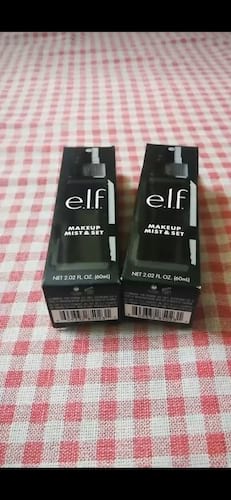 e.l.f
MAKEUP
MIST & SET
NET 2.02 FL. OZ. (60mL)
e.l.f
MAKEUP
MIST & SET
NET 2.02 FL. OZ. (60mL)